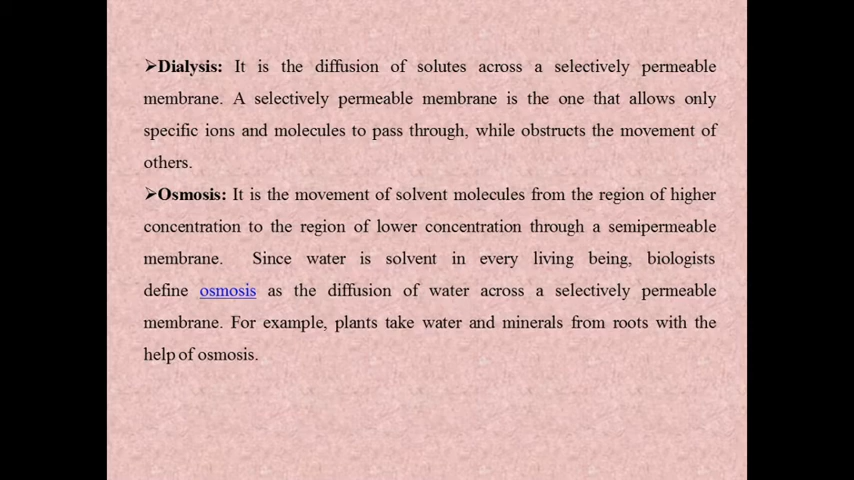 ➢Dialysis: It is the diffusion of solutes across a selectively permeable
membrane. A selectively permeable membrane is the one that allows only
specific ions and molecules to pass through, while obstructs the movement of
others.
➢Osmosis: It is the movement of solvent molecules from the region of higher
concentration to the region of lower concentration through a semipermeable
membrane. Since water is solvent in every living being, biologists
define osmosis as the diffusion of water across a selectively permeable
membrane. For example, plants take water and minerals from roots with the
help of osmosis.